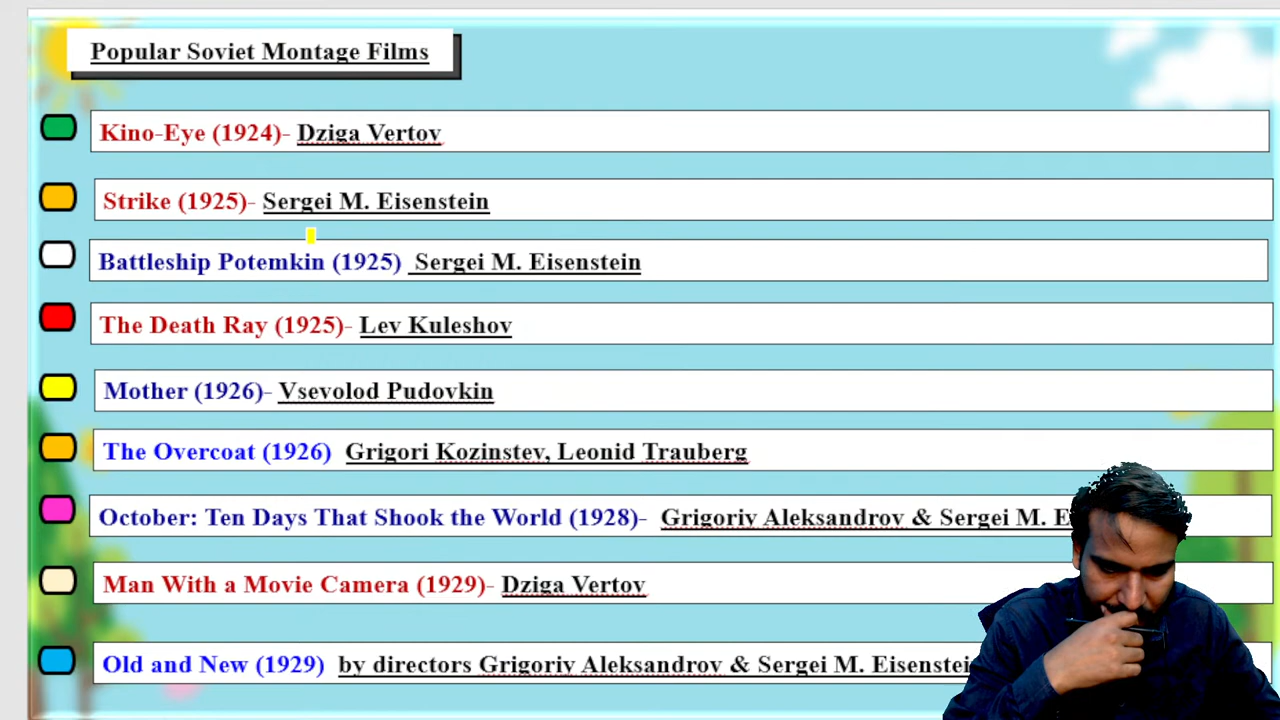 Popular Soviet Montage Films
Kino-Eye (1924)- Dziga Vertov
Strike (1925)- Sergei M. Eisenstein
Battleship Potemkin (1925) Sergei M. Eisenstein
The Death Ray (1925)- Lev Kuleshov
Mother (1926)- Vsevolod Pudovkin
The Overcoat (1926) Grigori Kozinstev, Leonid Trauberg
October: Ten Days That Shook the World (1928)- Grigoriy Aleksandrov & Sergei M.
Man With a Movie Camera (1929)- Dziga Vertov
Old and New (1929) by directors Grigoriy Aleksandrov & Sergei M. Eisenstein